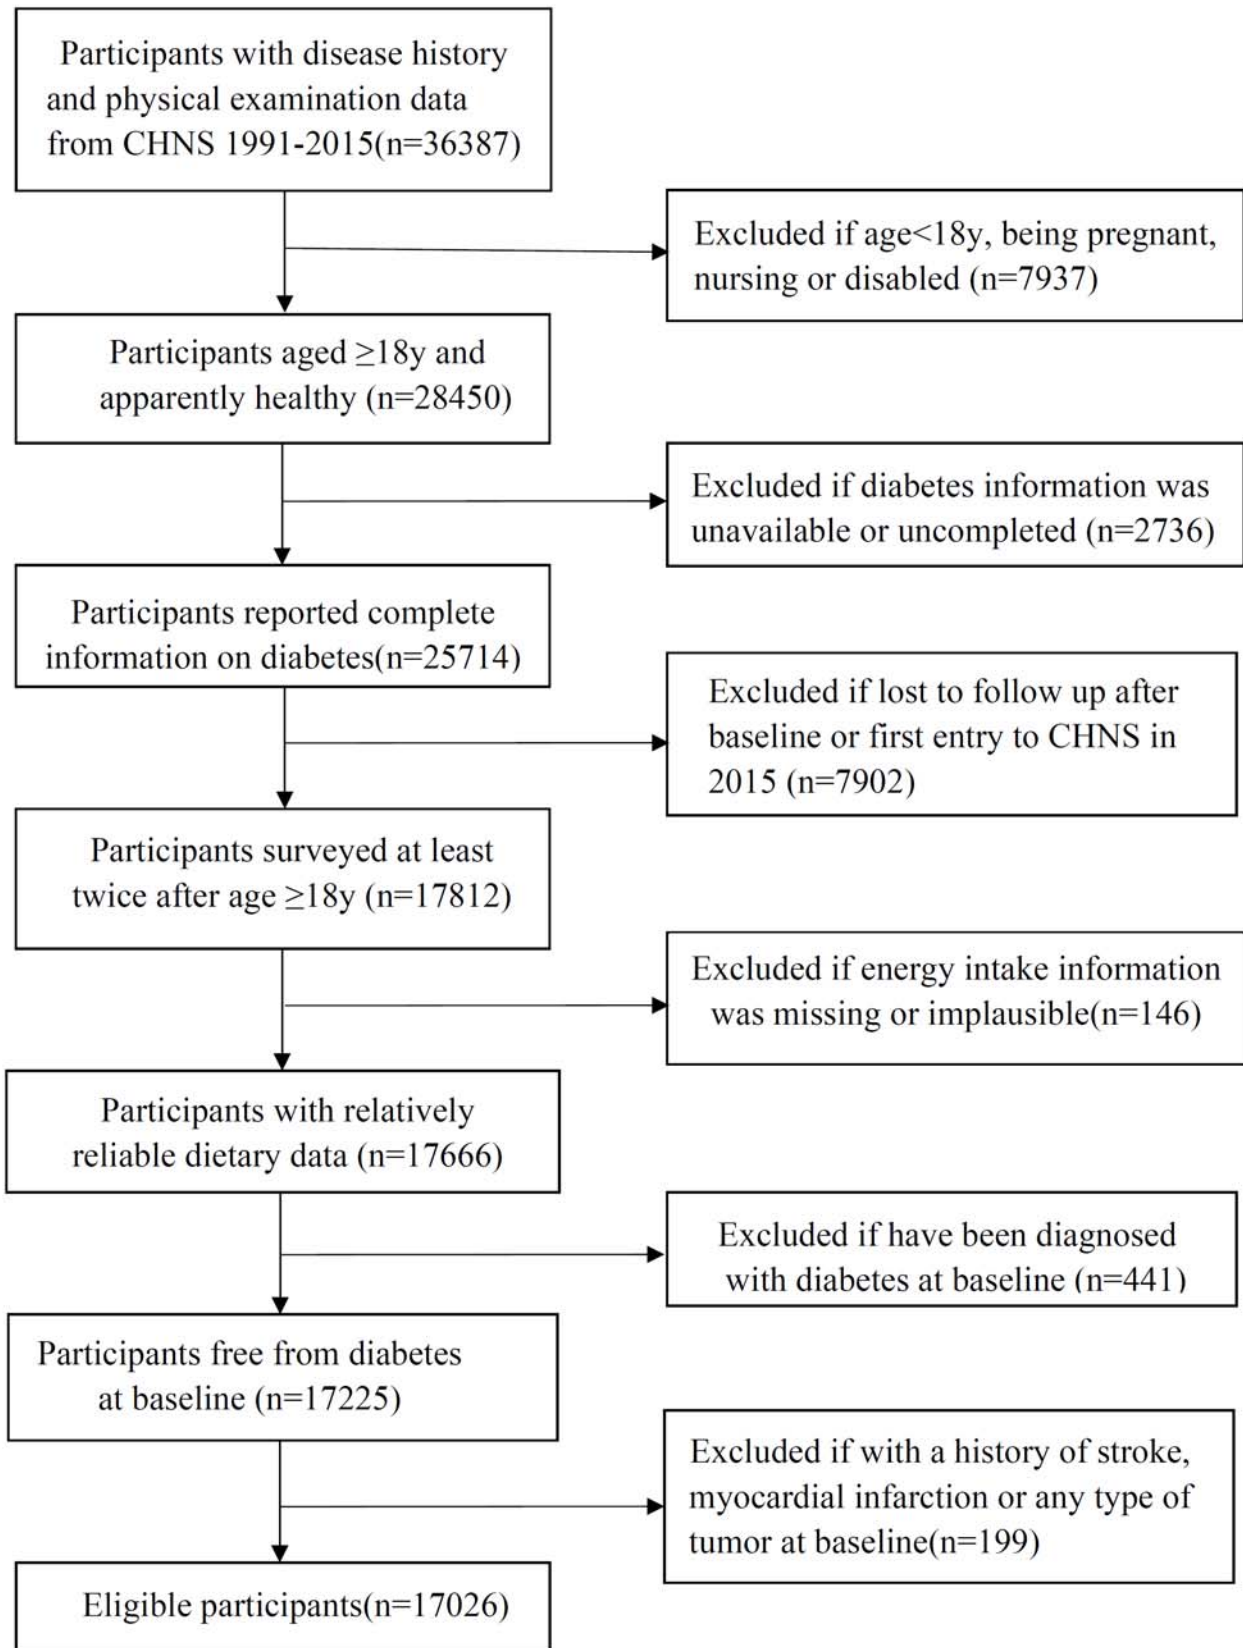 Participants with disease history
and physical examination data
from CHNS 1991-2015(n=36387)
Excluded if age<18y, being pregnant,
nursing or disabled (n=7937)
Participants aged ≥18y and
apparently healthy (n=28450)
Excluded if diabetes information was
unavailable or uncompleted (n=2736)
Participants reported complete
information on diabetes(n=25714)
Excluded if lost to follow up after
baseline or first entry to CHNS in
2015 (n=7902)
Participants surveyed at least
twice after age ≥18y (n=17812)
Excluded if energy intake information
was missing or implausible(n=146)
Participants with relatively
reliable dietary data (n=17666)
Excluded if have been diagnosed
with diabetes at baseline (n=441)
Participants free from diabetes
at baseline (n=17225)
Excluded if with a history of stroke,
myocardial infarction or any type of
tumor at baseline(n=199)
Eligible participants(n=17026)